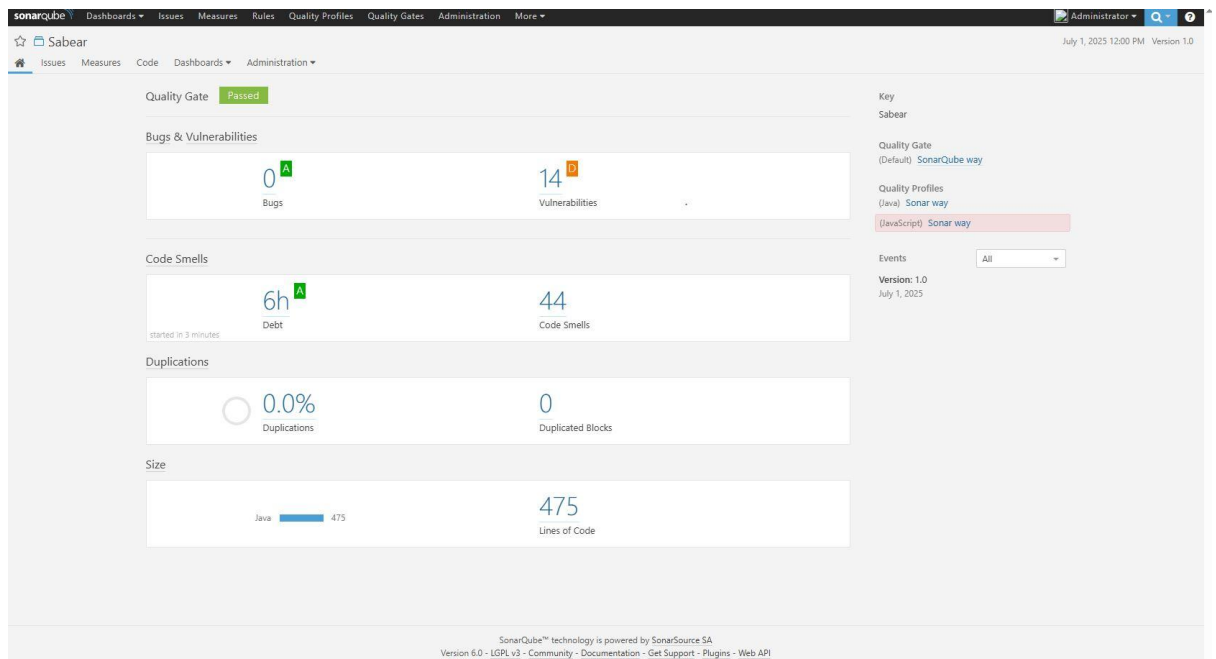 sonarqube Dashboards Issues Measures Rules Quality Profiles Quality Gates Administration More Administrator ?
Sabear July 1, 2025 12:00 PM Version 1.0
Issues Measures Code Dashboards Administration
Quality Gate Passed
Bugs & Vulnerabilities
0 A
Bugs
14 D
Vulnerabilities
Code Smells
6h A
Debt
started in 3 minutes
44
Code Smells
Duplications
0.0%
Duplications
0
Duplicated Blocks
Size
Java 475
475
Lines of Code
Key
Sabear
Quality Gate
(Default) SonarQube way
Quality Profiles
(Java) Sonar way
(JavaScript) Sonar way
Events All
Version: 1.0
July 1, 2025
SonarQube™ technology is powered by SonarSource SA
Version 6.0 - LGPL v3 - Community - Documentation - Get Support - Plugins - Web API